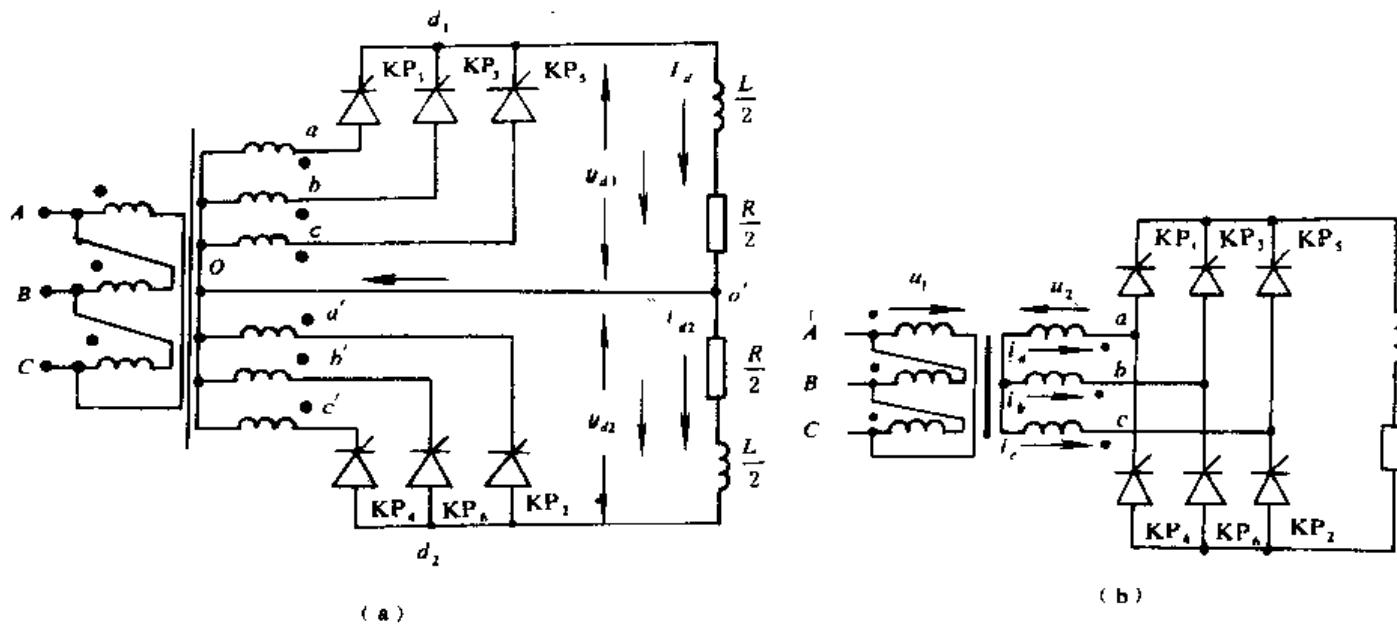 d₁
KP₁ KP₃ KP₅
I_d
L/2
a
b
c
u_d1
R/2
A
B
C
O
o'
i_d2
a'
b'
c'
u_d2
R/2
L/2
KP₄ KP₆ KP₂
d₂
(a)
KP₁ KP₃ KP₅
u₁ u₂
A
B
C
a
b
c
i_a
i_b
i_c
KP₄ KP₆ KP₂
(b)